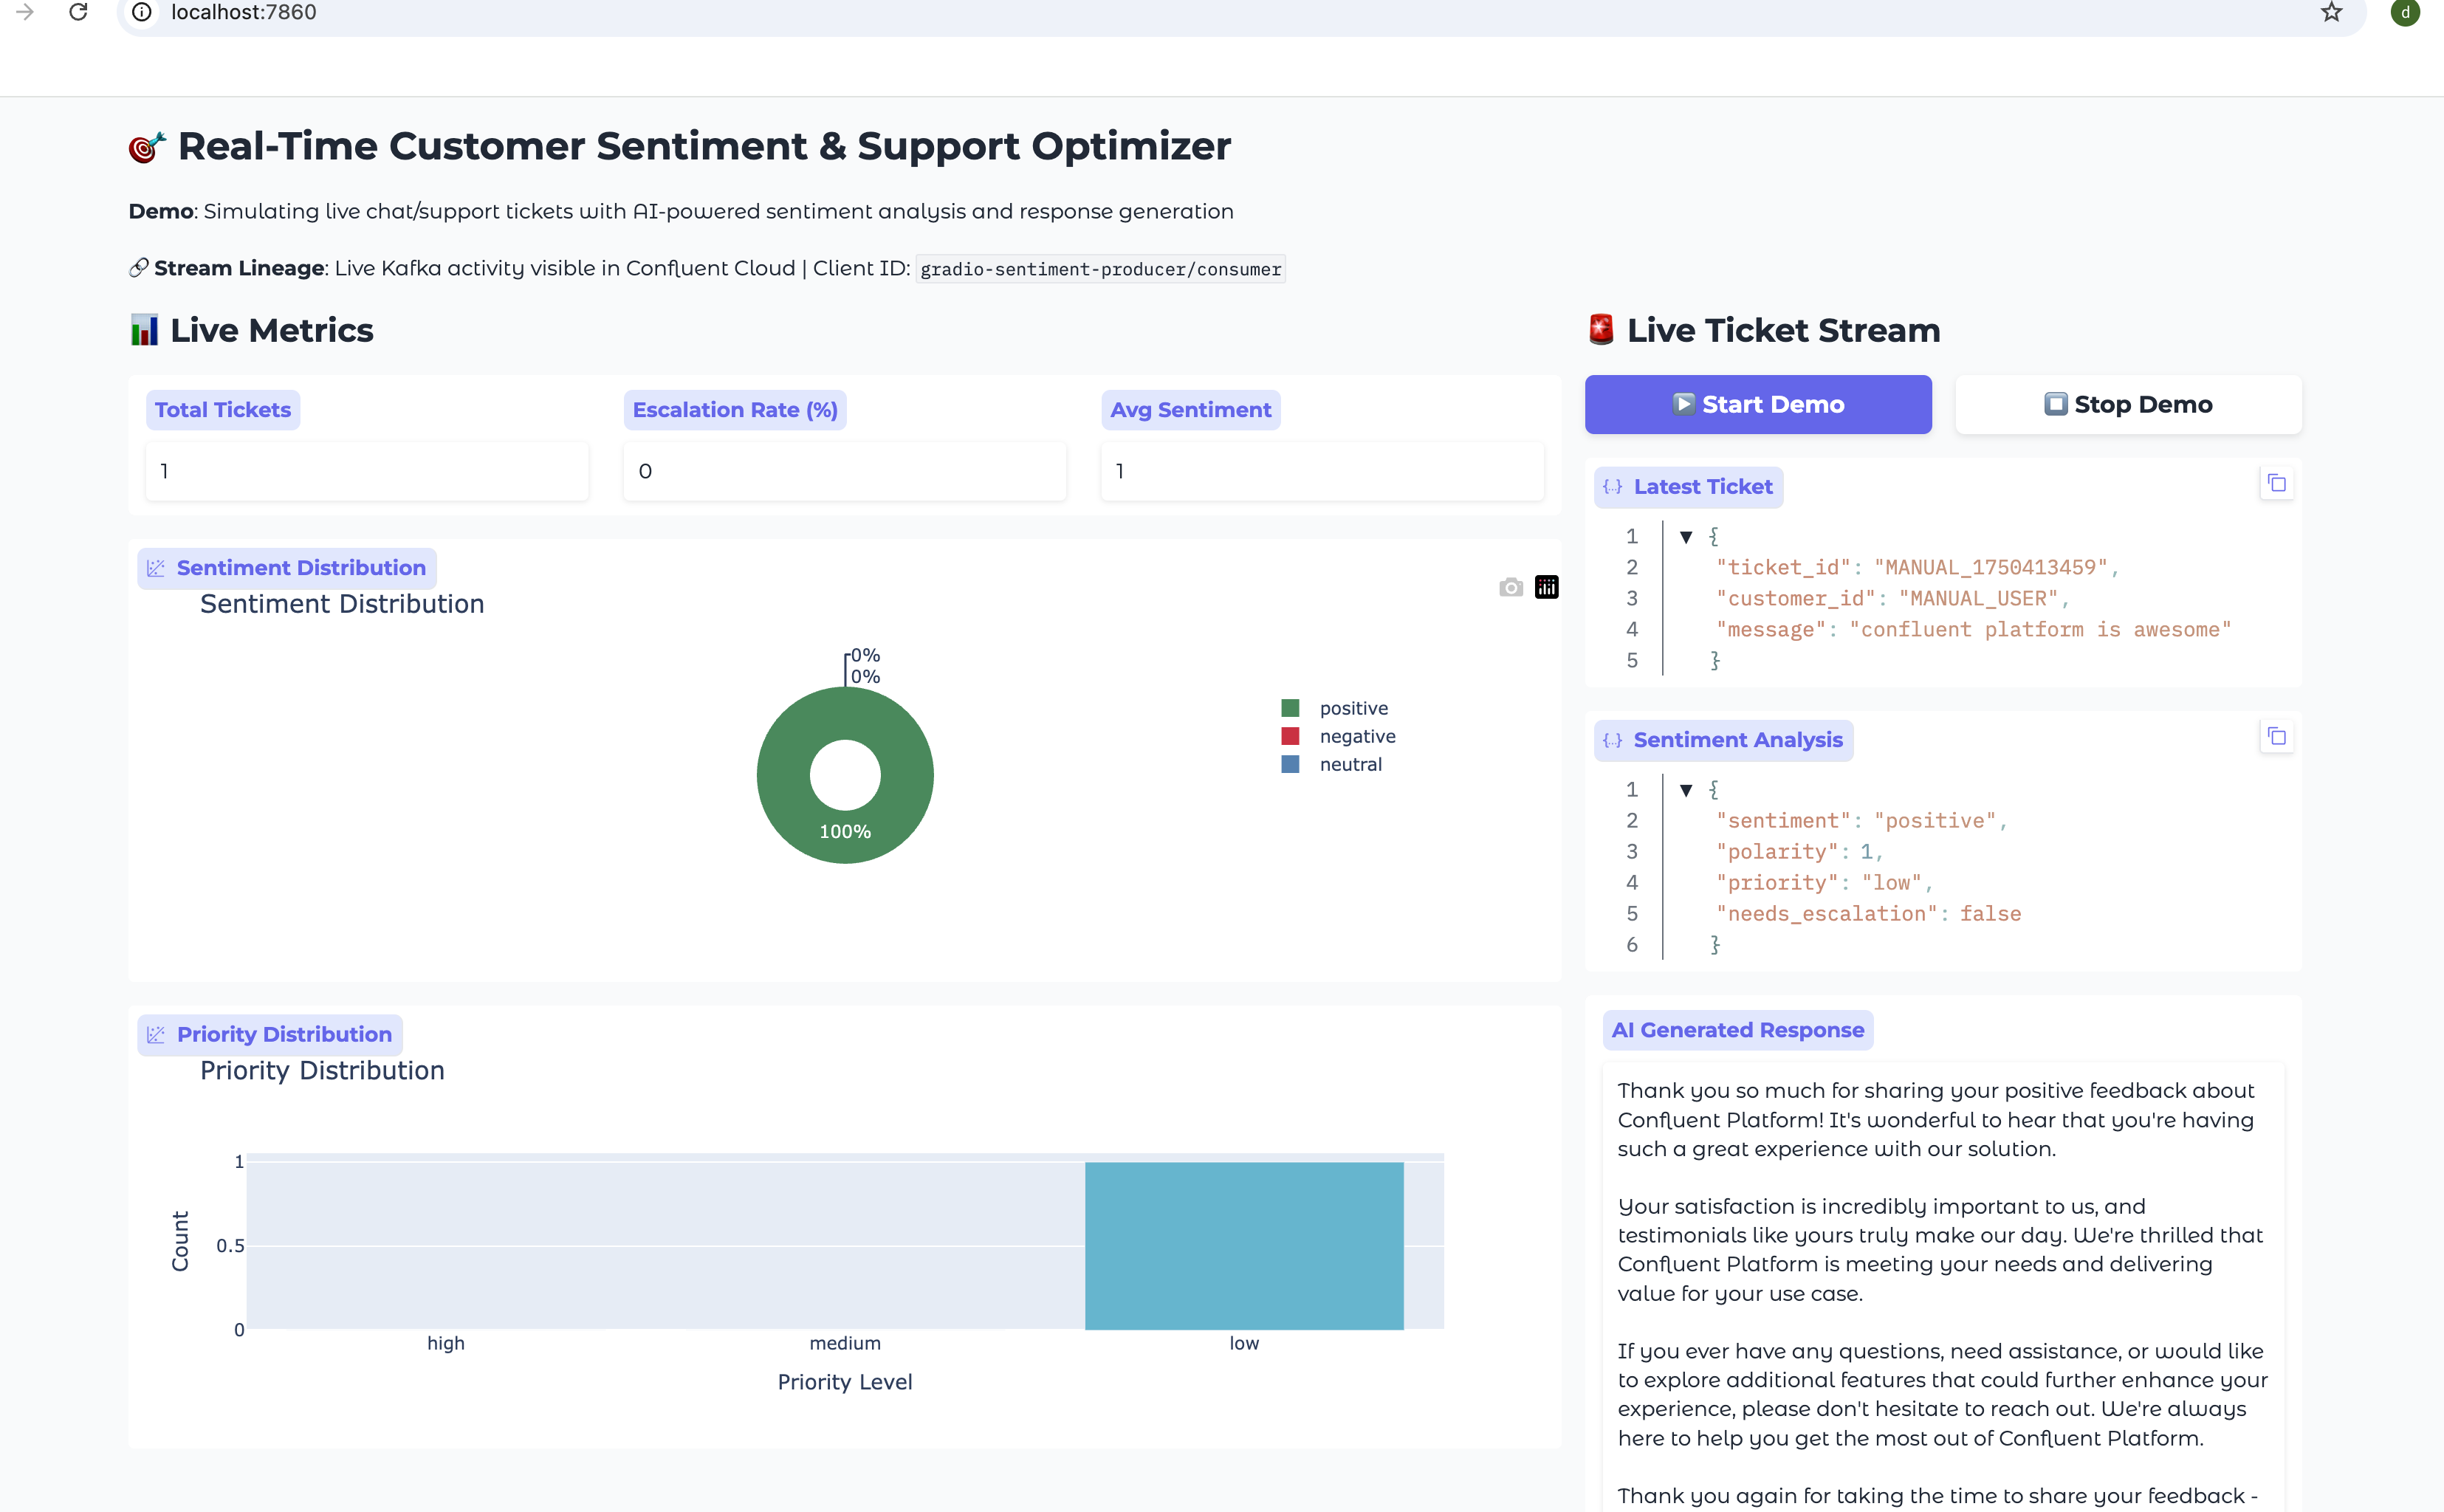 localhost:7860
d
Real-Time Customer Sentiment & Support Optimizer
Demo: Simulating live chat/support tickets with AI-powered sentiment analysis and response generation
Stream Lineage: Live Kafka activity visible in Confluent Cloud | Client ID: gradio-sentiment-producer/consumer
Live Metrics
Total Tickets
1
Escalation Rate (%)
0
Avg Sentiment
1
Sentiment Distribution
Sentiment Distribution
0%
0%
100%
positive
negative
neutral
Priority Distribution
Priority Distribution
1
0.5
0
Count
high
medium
low
Priority Level
Live Ticket Stream
Start Demo
Stop Demo
{..} Latest Ticket
1 {
2 "ticket_id": "MANUAL_1750413459",
3 "customer_id": "MANUAL_USER",
4 "message": "confluent platform is awesome"
5 }
{..} Sentiment Analysis
1 {
2 "sentiment": "positive",
3 "polarity": 1,
4 "priority": "low",
5 "needs_escalation": false
6 }
AI Generated Response
Thank you so much for sharing your positive feedback about
Confluent Platform! It's wonderful to hear that you're having
such a great experience with our solution.
Your satisfaction is incredibly important to us, and
testimonials like yours truly make our day. We're thrilled that
Confluent Platform is meeting your needs and delivering
value for your use case.
If you ever have any questions, need assistance, or would like
to explore additional features that could further enhance your
experience, please don't hesitate to reach out. We're always
here to help you get the most out of Confluent Platform.
Thank you again for taking the time to share your feedback -